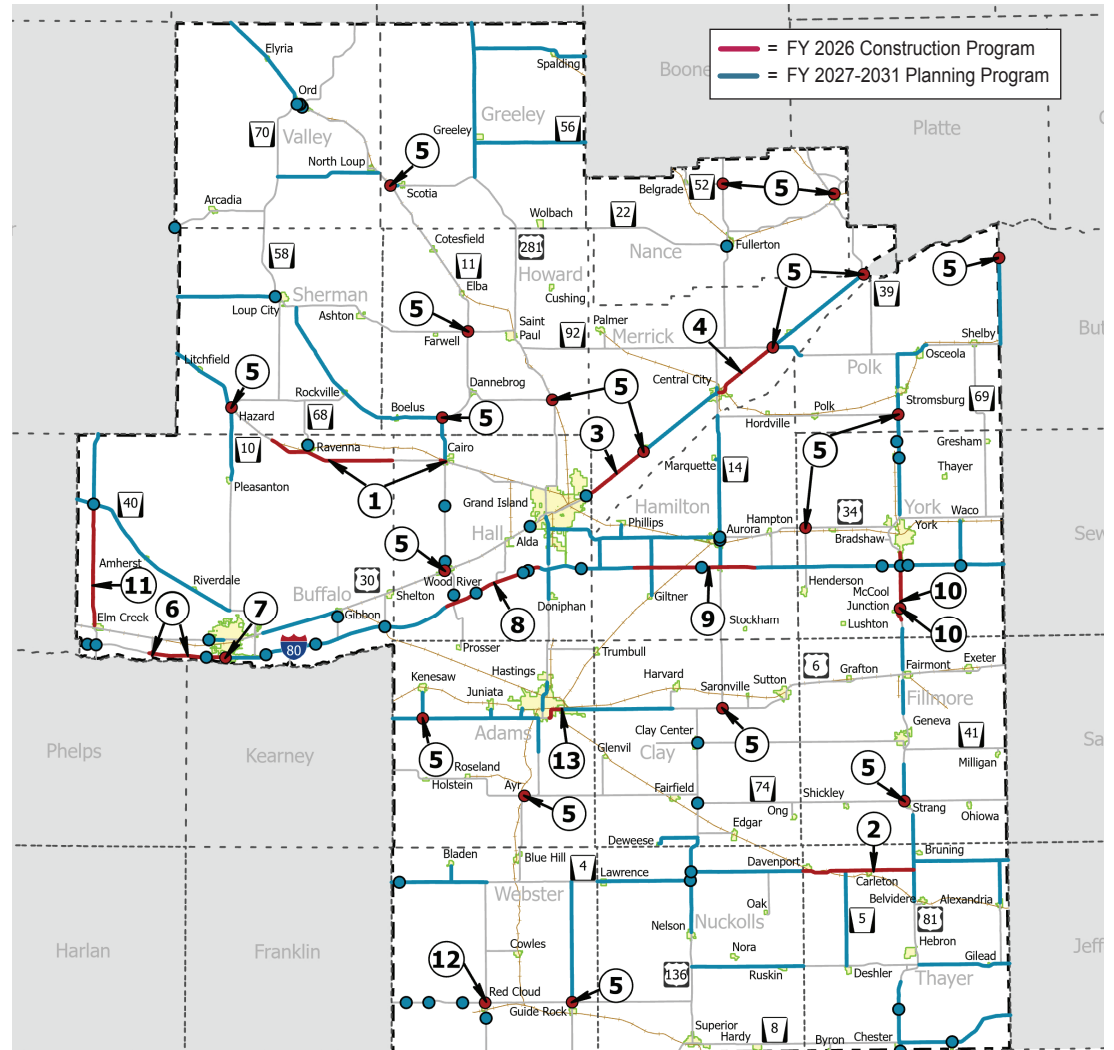 = FY 2026 Construction Program
= FY 2027-2031 Planning Program
Elyria
Spalding
Boone
Ord
Greeley
Valley
70
56
Platte
Greeley
North Loup
5
Scotia
Belgrade
52
5
Arcadia
Wolbach
22
Fullerton
Nance
58
Cotesfield
281
11
Howard
5
5
Sherman
Elba
Cushing
39
Loup City
Ashton
5
Farwell
Saint
Paul
92
Palmer
Merrick
4
Shelby
Osceola
Litchfield
5
Polk
Central City
Dannebrog
5
Stromsburg
69
Hazard
Rockville
68
Boelus
5
Hordville
Polk
10
Ravenna
Cairo
3
Marquette
14
5
Gresham
Pleasanton
1
Thayer
40
Grand Island
Hamilton
Hall
Phillips
34
York
Waco
Aurora
Hampton
York
Bradshaw
Alda
5
Amherst
11
Riverdale
Buffalo
30
Wood River
Shelton
Henderson
McCool
Junction
10
Elm Creek
6
7
Gibbon
8
Doniphan
Giltner
9
Stockham
Lushton
10
80
Prosser
Trumbull
6
Grafton
Exeter
Fairmont
Hastings
Kenesaw
Juniata
Harvard
Saronville
Sutton
Fillmore
Adams
13
5
Clay Center
Clay
Geneva
41
Phelps
Kearney
5
Roseland
Holstein
Glenvil
Milligan
5
Ayr
5
Fairfield
74
Ong
Shickley
Strang
Ohiowa
Edgar
2
Deweese
Bladen
Blue Hill
4
Lawrence
Davenport
Bruning
Carleton
Belvidere
Alexandria
Webster
Oak
Nuckolls
5
81
Nelson
Hebron
Harlan
Franklin
Cowles
Nora
Gilead
12
136
Ruskin
Deshler
Thayer
Red Cloud
5
Guide Rock
Superior
Hardy
8
Byron
Chester